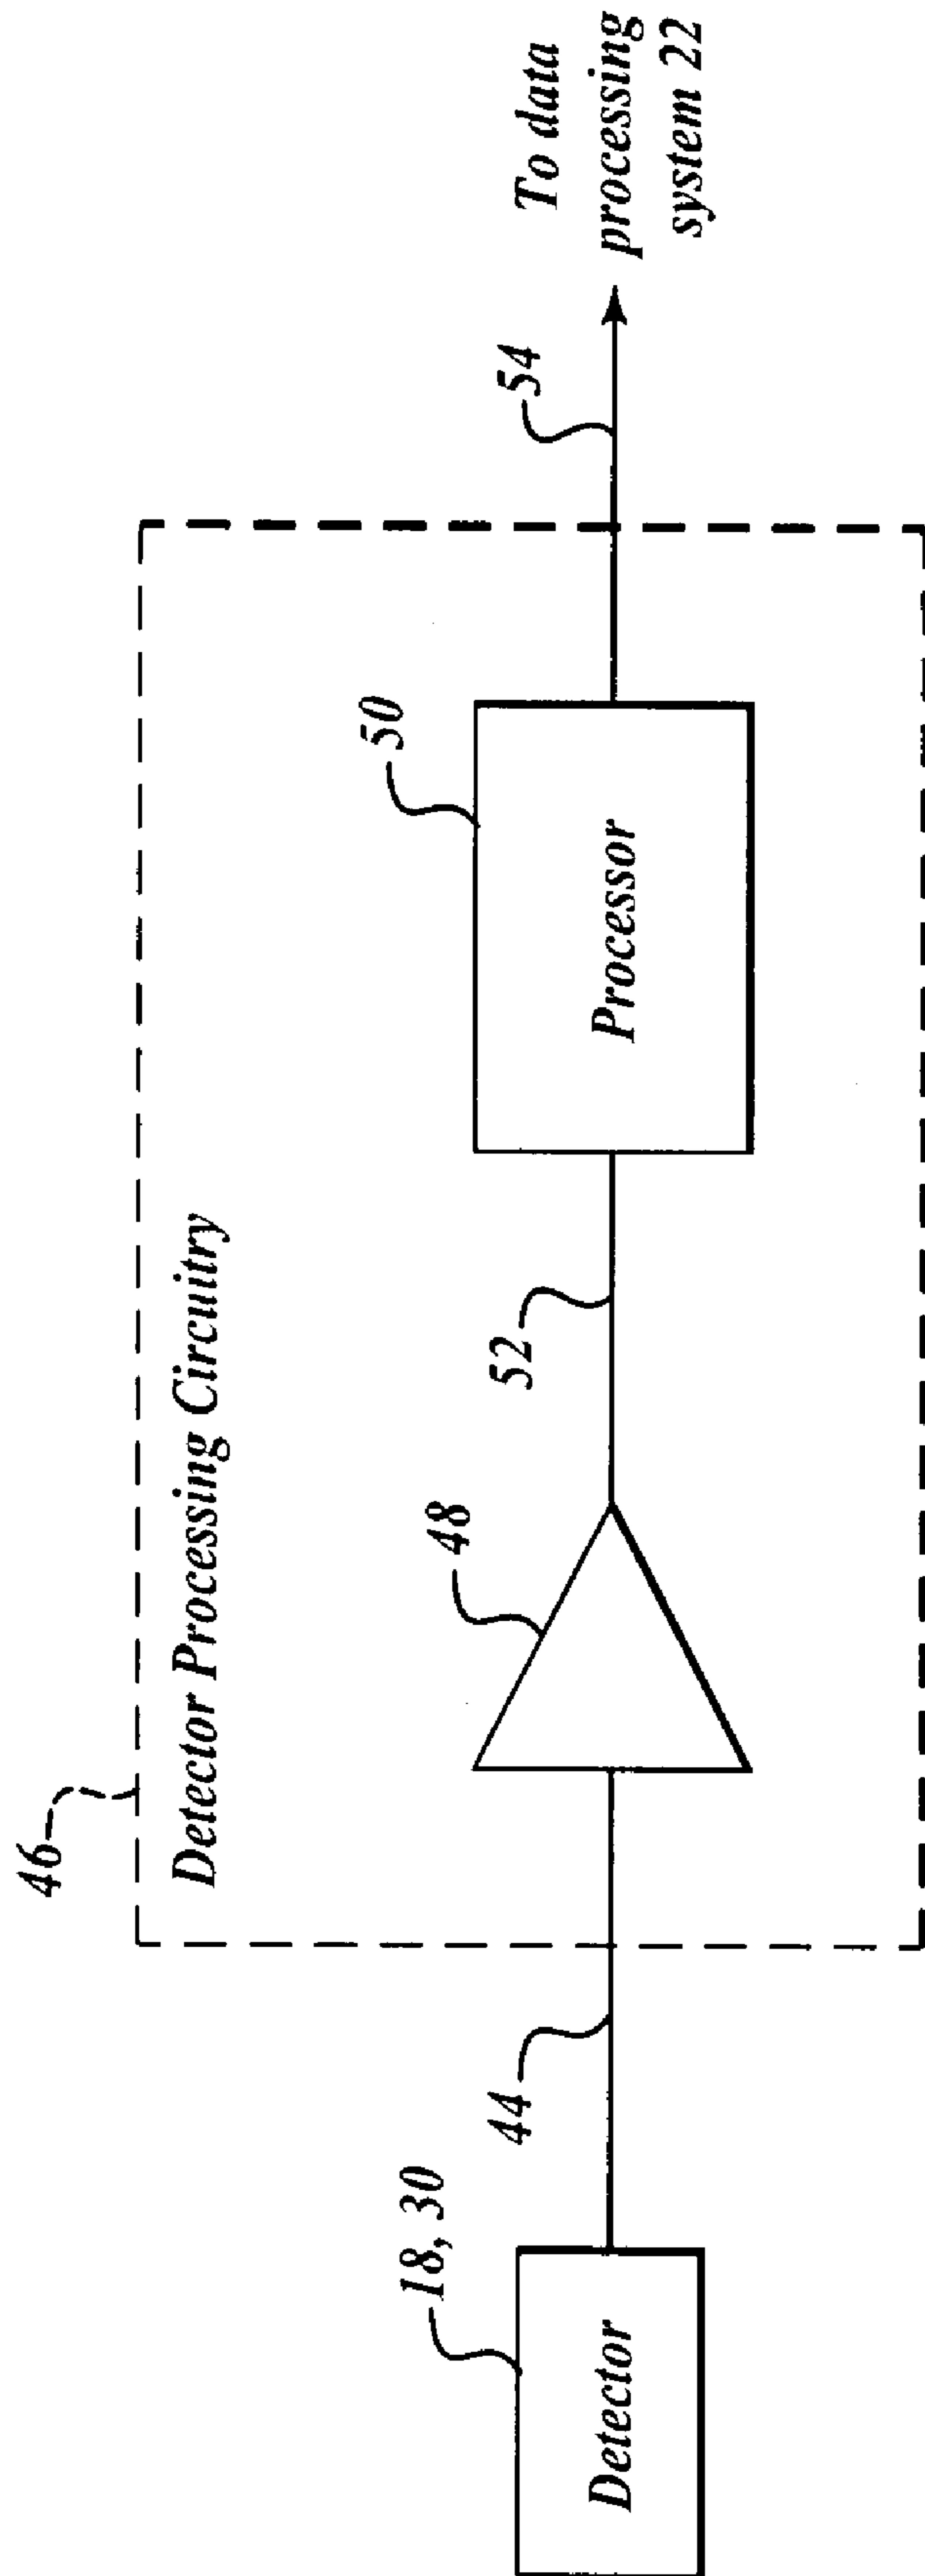 46
Detector Processing Circuitry
18, 30
Detector
44
48
52
50
Processor
54
To data
processing
system 22